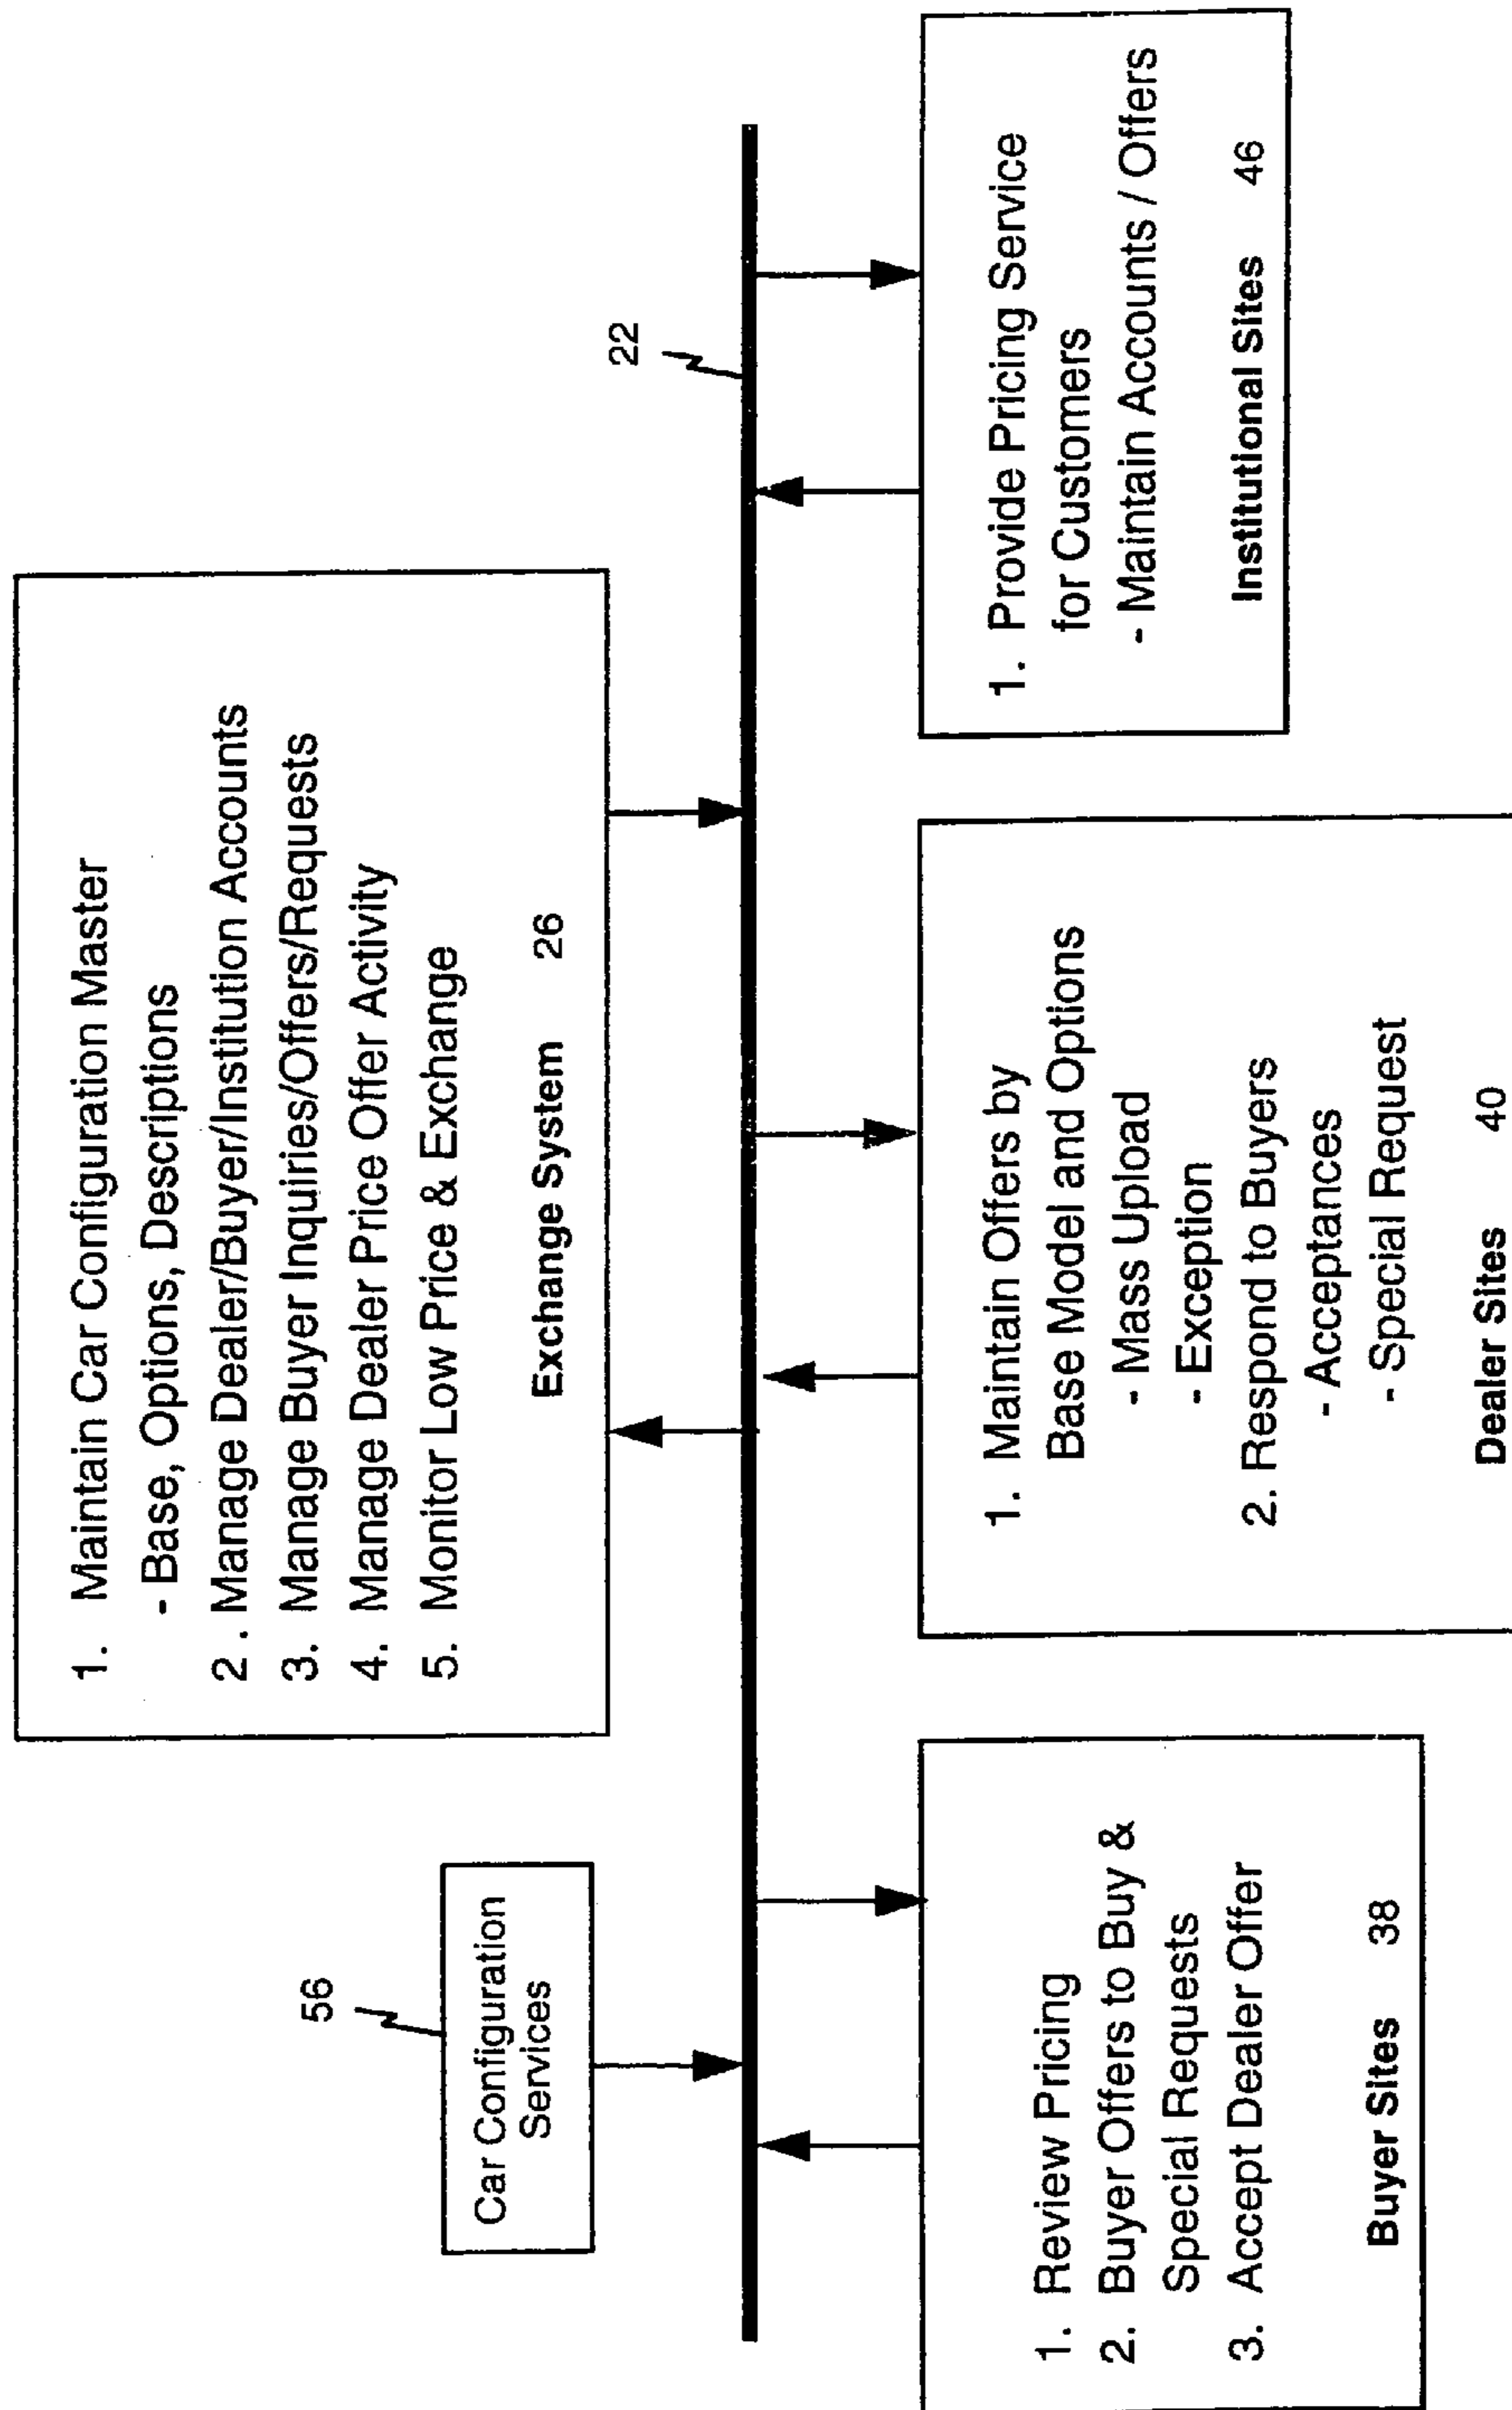 1. Maintain Car Configuration Master
- Base, Options, Descriptions
2. Manage Dealer/Buyer/Institution Accounts
3. Manage Buyer Inquiries/Offers/Requests
4. Manage Dealer Price Offer Activity
5. Monitor Low Price & Exchange
Exchange System 26
56
Car Configuration
Services
22
1. Review Pricing
2. Buyer Offers to Buy &
Special Requests
3. Accept Dealer Offer
Buyer Sites 38
1. Maintain Offers by
Base Model and Options
- Mass Upload
- Exception
2. Respond to Buyers
- Acceptances
- Special Request
Dealer Sites 40
1. Provide Pricing Service
for Customers
- Maintain Accounts / Offers
Institutional Sites 46